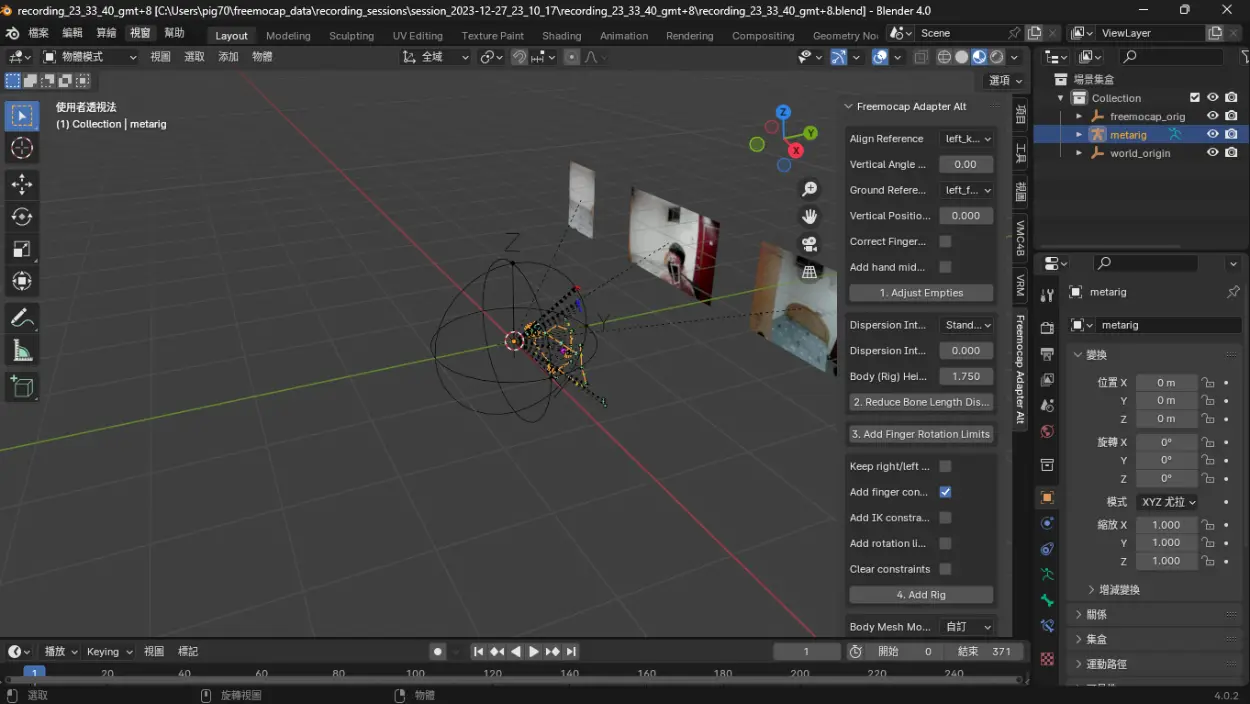 recording_23_33_40_gmt+8 [C:\Users\pig70\freemocap_data\recording_sessions\session_2023-12-27_23_10_17\recording_23_33_40_gmt+8\recording_23_33_40_gmt+8.blend] - Blender 4.0
檔案 編輯 算繪 視窗 幫助 Layout Modeling Sculpting UV Editing Texture Paint Shading Animation Rendering Compositing Geometry No Scene ViewLayer
物體模式 視圖 選取 添加 物體 全域
選項
使用者透視法
(1) Collection | metarig
Z
Y
X
Z
Y
Freemocap Adapter Alt
Align Reference left_k...
Vertical Angle ... 0.00
Ground Refere... left_f...
Vertical Positio... 0.000
Correct Finger...
Add hand mid...
1. Adjust Empties
Dispersion Int... Stand...
Dispersion Int... 0.000
Body (Rig) Hei... 1.750
2. Reduce Bone Length Dis...
3. Add Finger Rotation Limits
Keep right/left ...
Add finger con...
Add IK constra...
Add rotation li...
Clear constraints
4. Add Rig
Body Mesh Mo... 自訂
項目
工具
視圖
VMC4B
VRM
Freemocap Adapter Alt
場景集盒
Collection
freemocap_orig
metarig
world_origin
metarig
metarig
變換
位置 X 0 m
Y 0 m
Z 0 m
旋轉 X 0°
Y 0°
Z 0°
模式 XYZ 尤拉
縮放 X 1.000
Y 1.000
Z 1.000
增減變換
關係
集盒
運動路徑
播放 Keying 視圖 標記 1 開始 0 結束 371
1 20 40 60 80 100 120 140 160 180 200 220 240
選取 旋轉視圖 物體 4.0.2